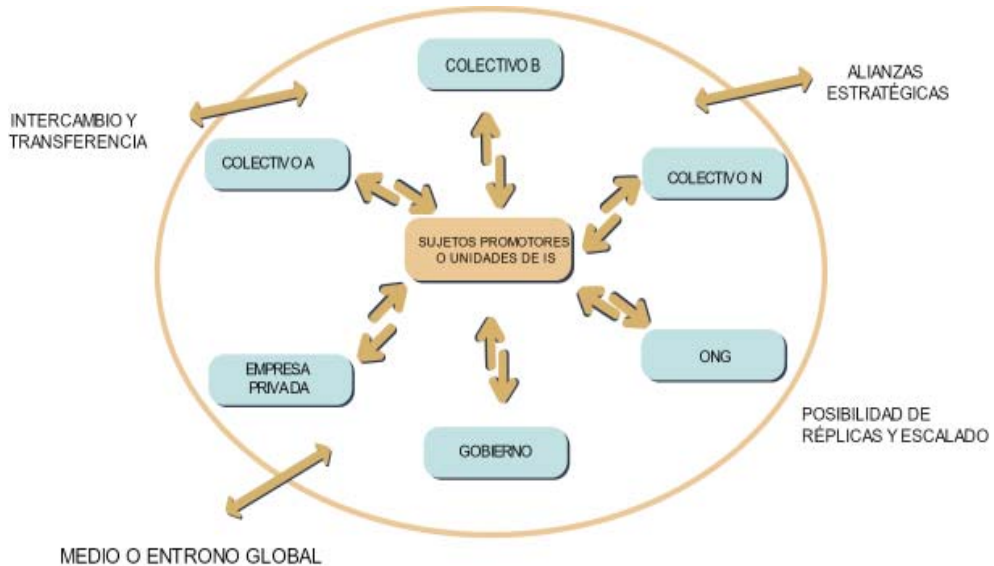 COLECTIVO B
ALIANZAS
ESTRATÉGICAS
INTERCAMBIO Y
TRANSFERENCIA
COLECTIVO A
COLECTIVO N
SUJETOS PROMOTORES
O UNIDADES DE IS
EMPRESA
PRIVADA
ONG
GOBIERNO
POSIBILIDAD DE
RÉPLICAS Y ESCALADO
MEDIO O ENTRONO GLOBAL